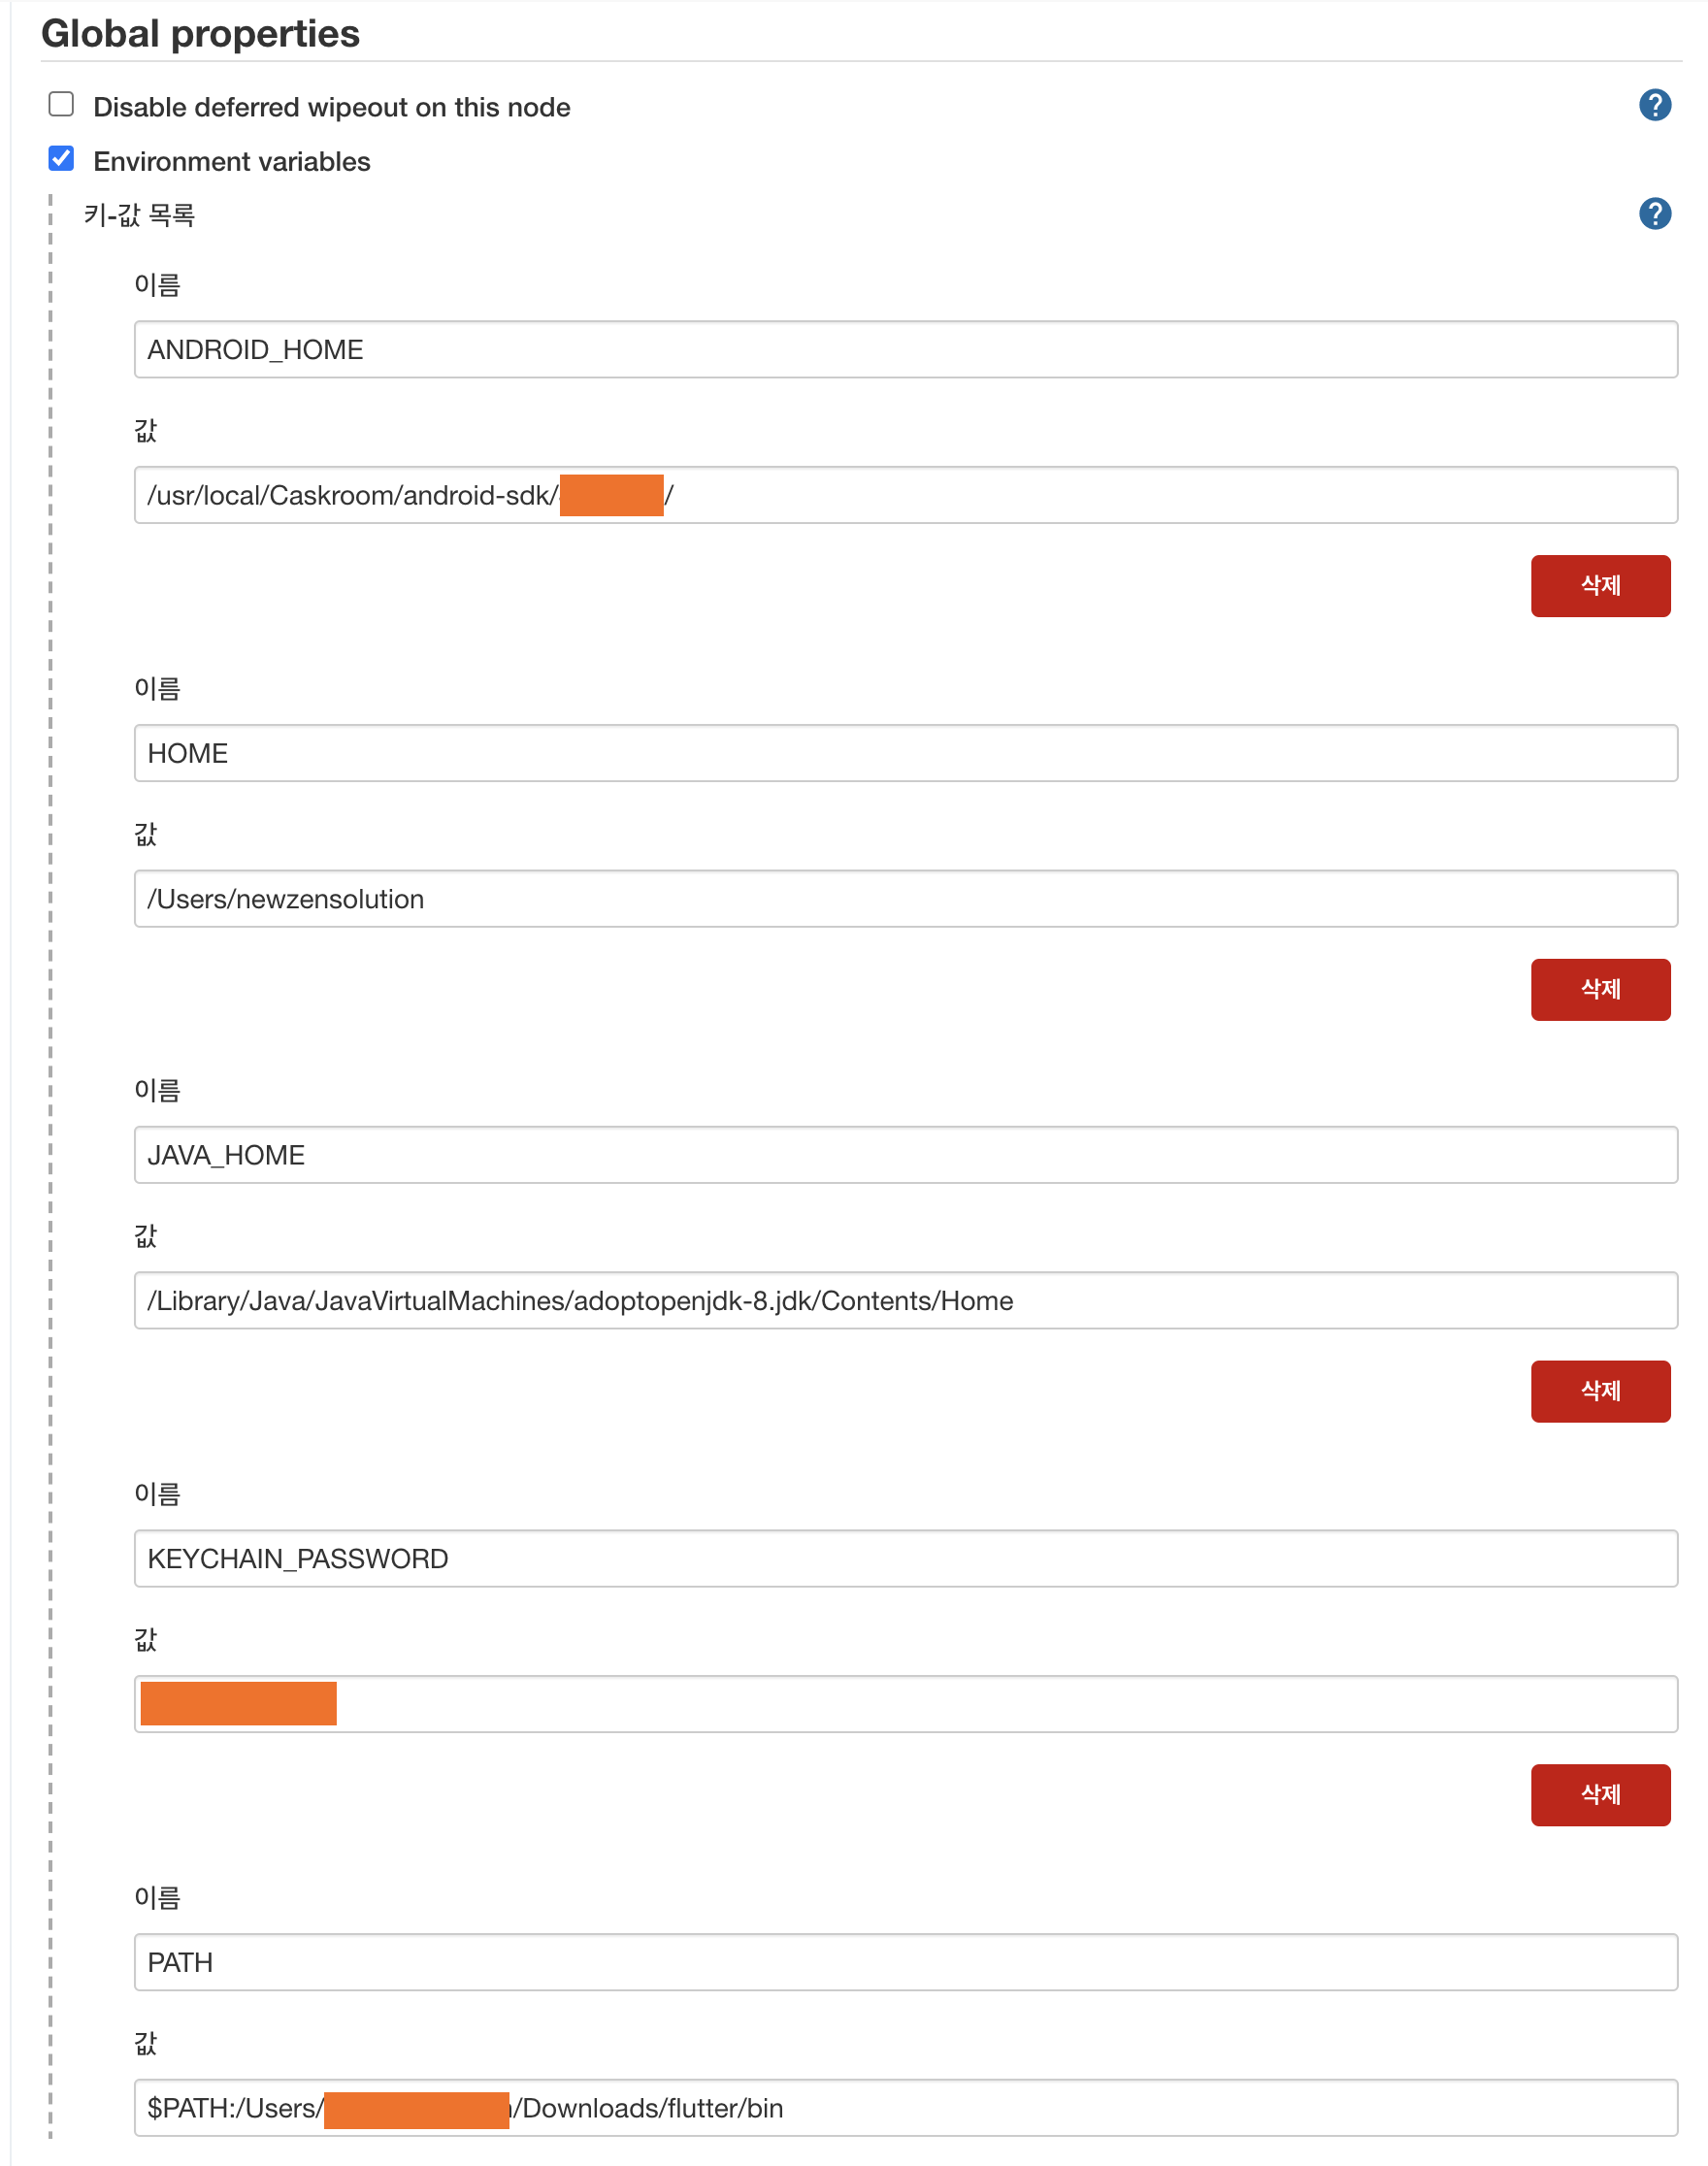 Global properties
Disable deferred wipeout on this node
?
Environment variables
키-값 목록
?
이름
ANDROID_HOME
값
/usr/local/Caskroom/android-sdk/ /
삭제
이름
HOME
값
/Users/newzensolution
삭제
이름
JAVA_HOME
값
/Library/Java/JavaVirtualMachines/adoptopenjdk-8.jdk/Contents/Home
삭제
이름
KEYCHAIN_PASSWORD
값
삭제
이름
PATH
값
$PATH:/Users/ /Downloads/flutter/bin